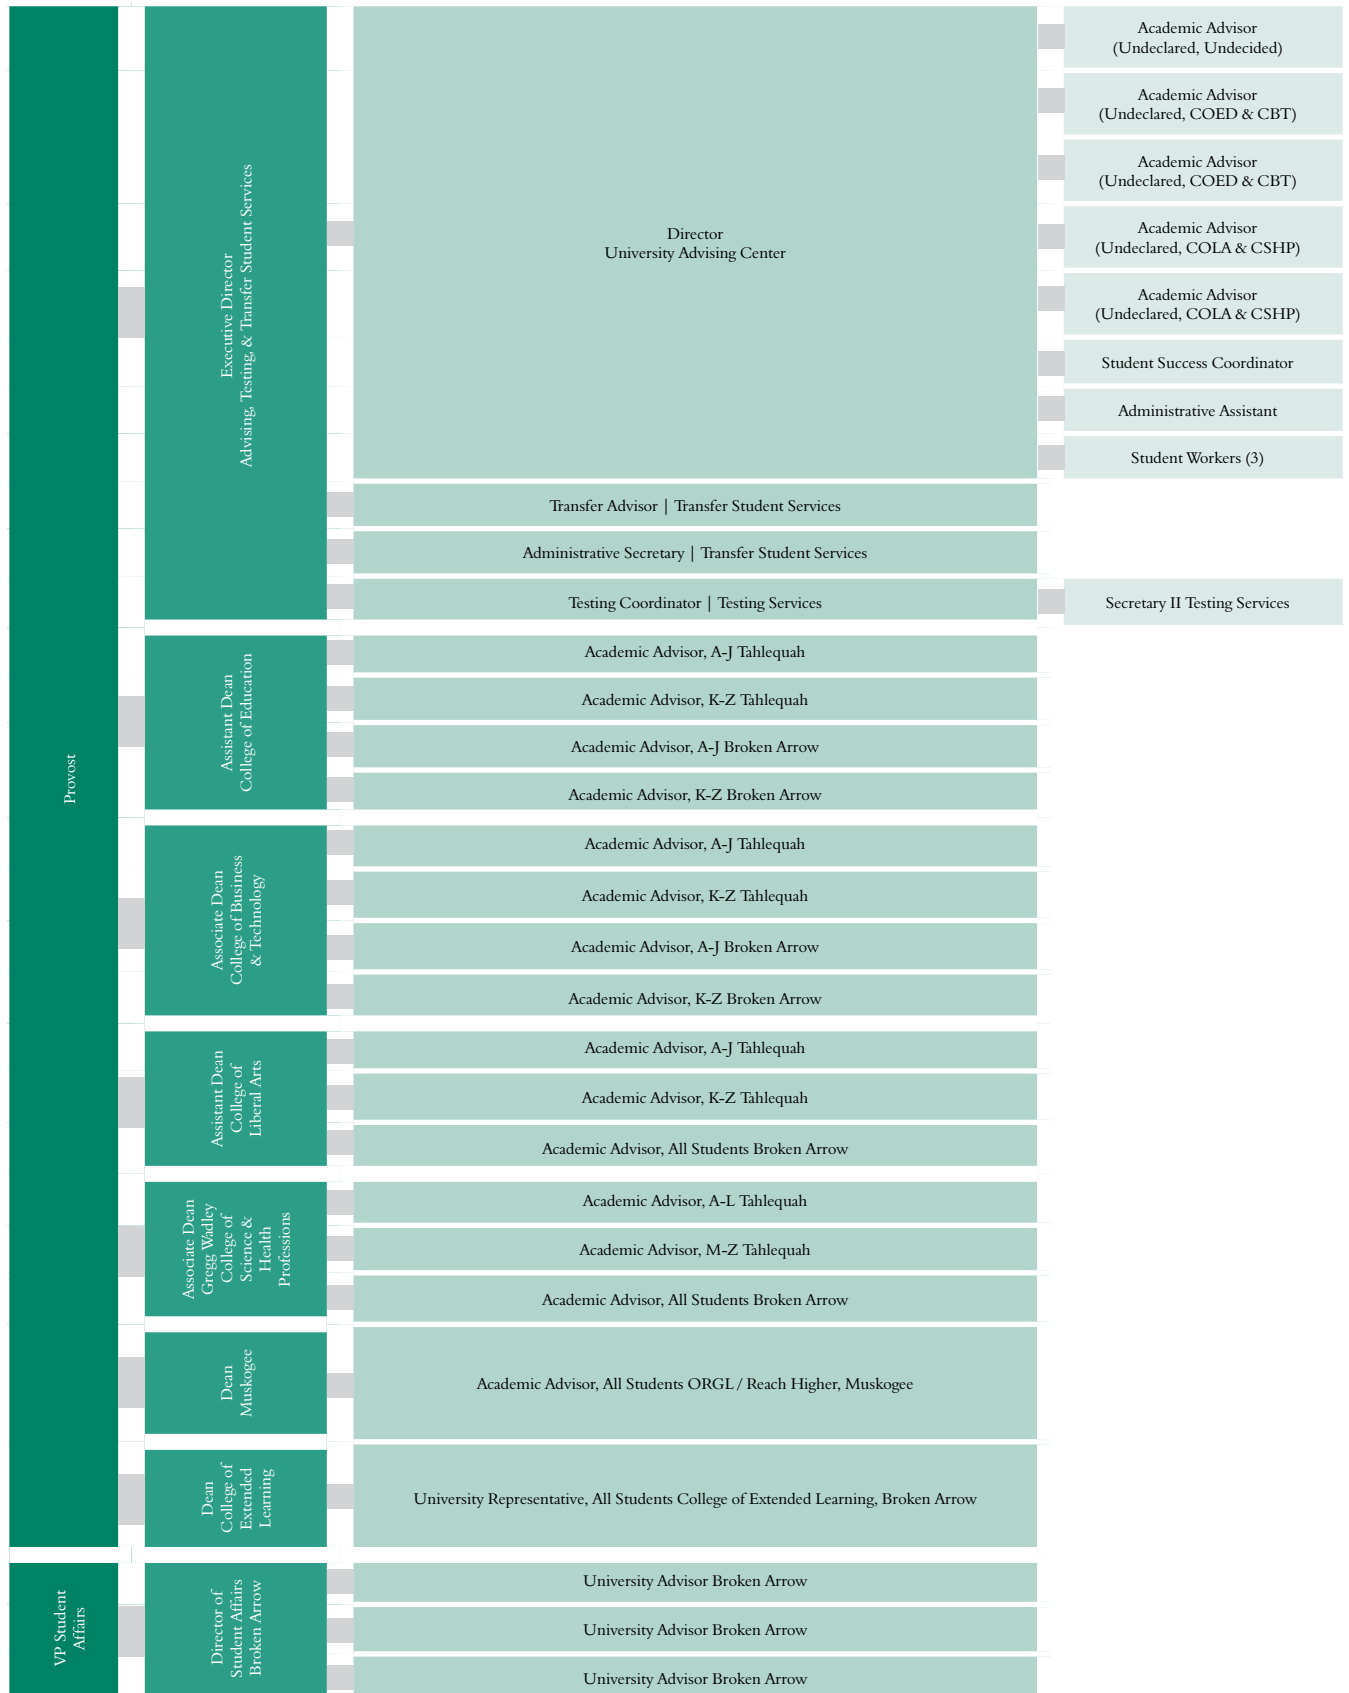 Provost
Executive Director
Advising, Testing, & Transfer Student Services
Director
University Advising Center
Academic Advisor
(Undeclared, Undecided)
Academic Advisor
(Undeclared, COED & CBT)
Academic Advisor
(Undeclared, COED & CBT)
Academic Advisor
(Undeclared, COLA & CSHP)
Academic Advisor
(Undeclared, COLA & CSHP)
Student Success Coordinator
Administrative Assistant
Student Workers (3)
Transfer Advisor | Transfer Student Services
Administrative Secretary | Transfer Student Services
Testing Coordinator | Testing Services
Secretary II Testing Services
Assistant Dean
College of Education
Academic Advisor, A-J Tahlequah
Academic Advisor, K-Z Tahlequah
Academic Advisor, A-J Broken Arrow
Academic Advisor, K-Z Broken Arrow
Associate Dean
College of Business
& Technology
Academic Advisor, A-J Tahlequah
Academic Advisor, K-Z Tahlequah
Academic Advisor, A-J Broken Arrow
Academic Advisor, K-Z Broken Arrow
Assistant Dean
College of
Liberal Arts
Academic Advisor, A-J Tahlequah
Academic Advisor, K-Z Tahlequah
Academic Advisor, All Students Broken Arrow
Associate Dean
Gregg Wadley
College of
Science &
Health
Professions
Academic Advisor, A-L Tahlequah
Academic Advisor, M-Z Tahlequah
Academic Advisor, All Students Broken Arrow
Dean
Muskogee
Academic Advisor, All Students ORGL / Reach Higher, Muskogee
Dean
College of
Extended
Learning
University Representative, All Students College of Extended Learning, Broken Arrow
VP Student
Affairs
Director of
Student Affairs
Broken Arrow
University Advisor Broken Arrow
University Advisor Broken Arrow
University Advisor Broken Arrow